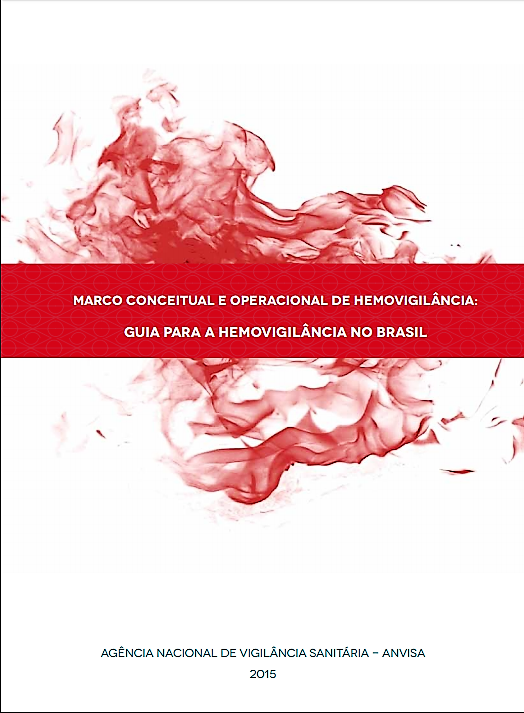 MARCO CONCEITUAL E OPERACIONAL DE HEMOVIGILÂNCIA:
GUIA PARA A HEMOVIGILÂNCIA NO BRASIL
AGÊNCIA NACIONAL DE VIGILÂNCIA SANITÁRIA – ANVISA
2015